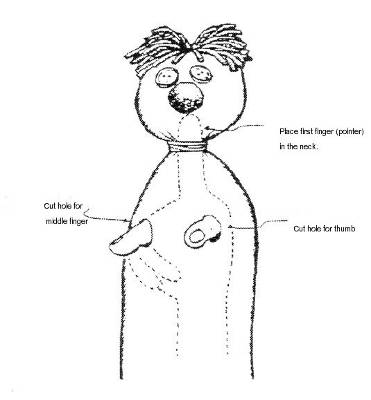 Place first finger (pointer)
in the neck.
Cut hole for
middle finger
Cut hole for thumb